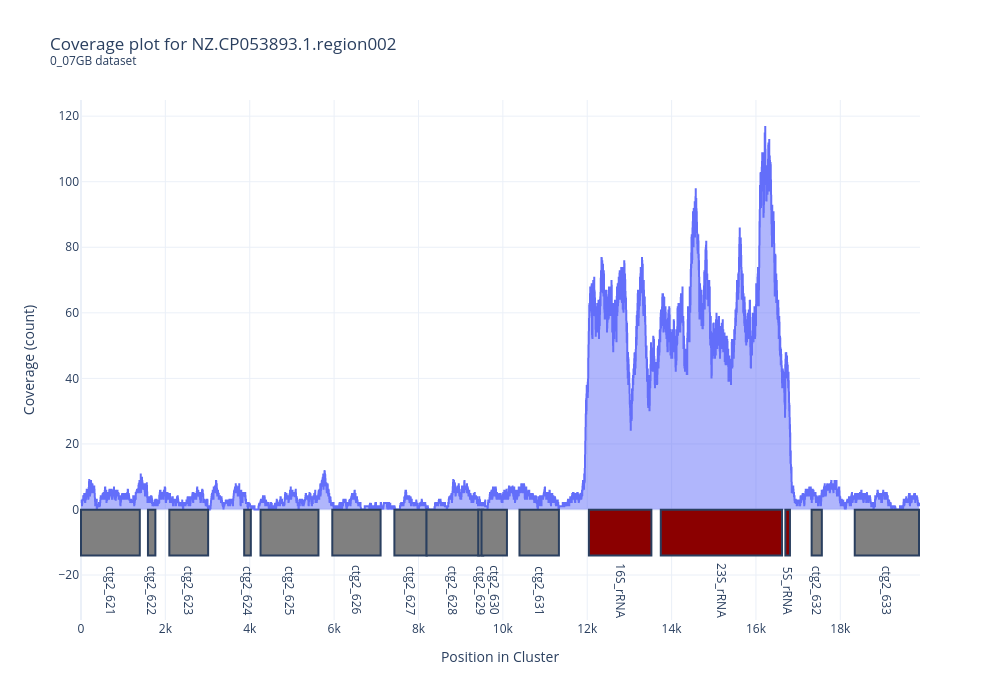 Coverage plot for NZ.CP053893.1.region002
0_07GB dataset
120
100
80
60
40
20
0
−20
Coverage (count)
ctg2_621
ctg2_622
ctg2_623
ctg2_624
ctg2_625
ctg2_626
ctg2_627
ctg2_628
ctg2_629
ctg2_630
ctg2_631
16S_rRNA
23S_rRNA
5S_rRNA
ctg2_632
ctg2_633
0
2k
4k
6k
8k
10k
12k
14k
16k
18k
Position in Cluster